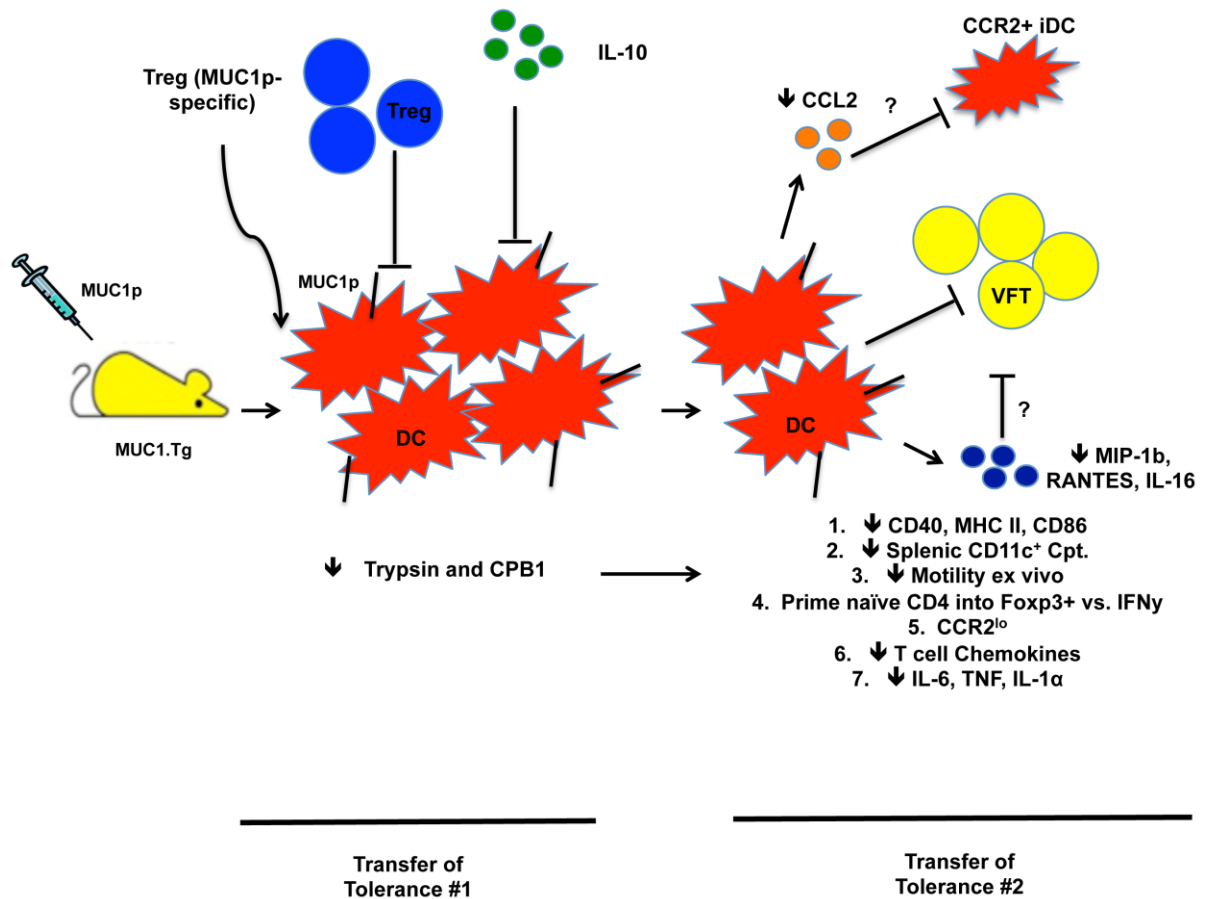 CCR2+ iDC
IL-10
Treg (MUC1p-
specific)
Treg
🡻 CCL2
?
MUC1p
MUC1p
VFT
MUC1.Tg
DC
DC
?
🡻 MIP-1b,
RANTES, IL-16
🡻 Trypsin and CPB1
1. 🡻 CD40, MHC II, CD86
2. 🡻 Splenic CD11c⁺ Cpt.
3. 🡻 Motility ex vivo
4. Prime naïve CD4 into Foxp3+ vs. IFNy
5. CCR2ˡᵒ
6. 🡻 T cell Chemokines
7. 🡻 IL-6, TNF, IL-1α
Transfer of
Tolerance #1
Transfer of
Tolerance #2